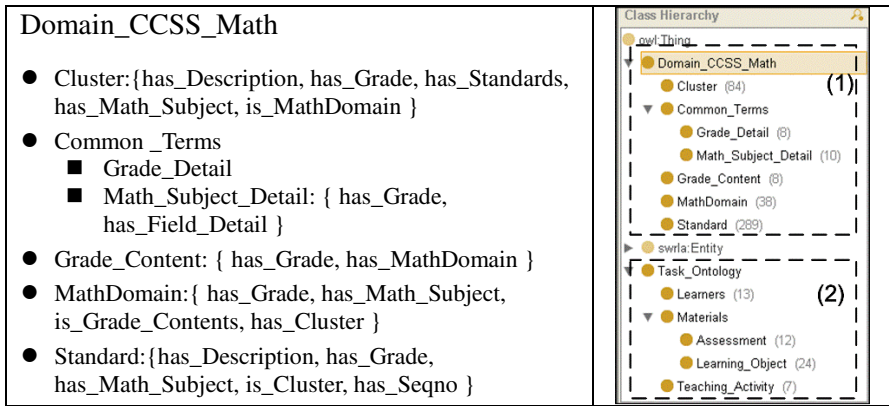 Domain_CCSS_Math
● Cluster:{has_Description, has_Grade, has_Standards,
has_Math_Subject, is_MathDomain }
● Common _Terms
■ Grade_Detail
■ Math_Subject_Detail: { has_Grade,
has_Field_Detail }
● Grade_Content: { has_Grade, has_MathDomain }
● MathDomain:{ has_Grade, has_Math_Subject,
is_Grade_Contents, has_Cluster }
● Standard:{has_Description, has_Grade,
has_Math_Subject, is_Cluster, has_Seqno }
Class Hierarchy
owl:Thing
Domain_CCSS_Math
Cluster (84) (1)
Common_Terms
Grade_Detail (8)
Math_Subject_Detail (10)
Grade_Content (8)
MathDomain (38)
Standard (289)
swrla:Entity
Task_Ontology
Learners (13) (2)
Materials
Assessment (12)
Learning_Object (24)
Teaching_Activity (7)